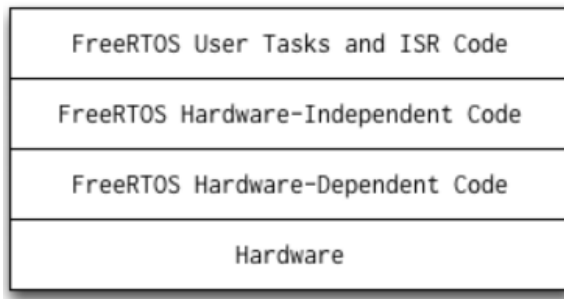 FreeRTOS User Tasks and ISR Code
FreeRTOS Hardware-Independent Code
FreeRTOS Hardware-Dependent Code
Hardware